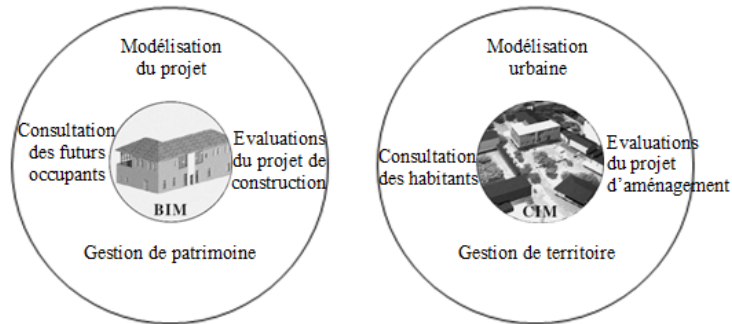 Modélisation
du projet
Consultation
des futurs
occupants
Evaluations
du projet de
construction
BIM
Gestion de patrimoine
Modélisation
urbaine
Consultation
des habitants
Evaluations
du projet
d’aménagement
CIM
Gestion de territoire